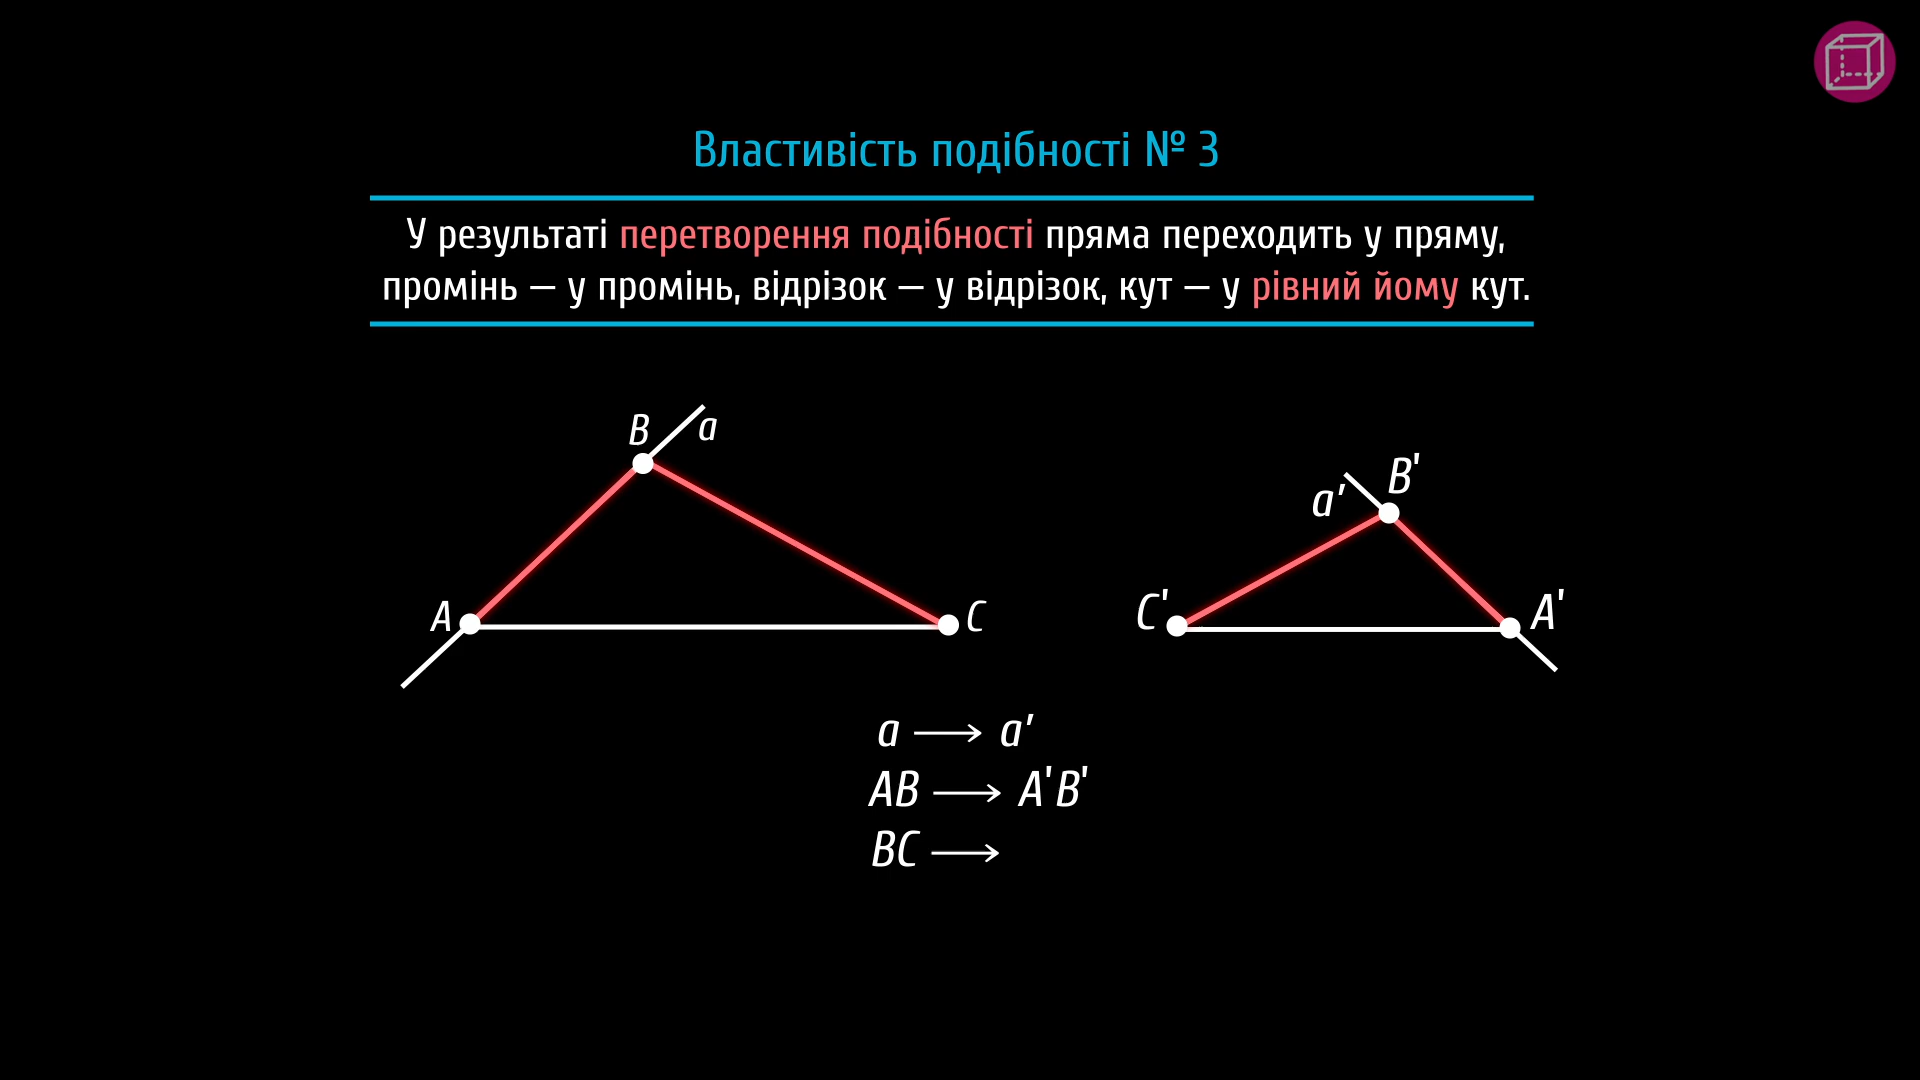 Властивість подібності № 3
У результаті перетворення подібності пряма переходить у пряму,
промінь — у промінь, відрізок — у відрізок, кут — у рівний йому кут.
B
a
A
C
B'
a'
C'
A'
a ⟶ a'
AB ⟶ A'B'
BC ⟶